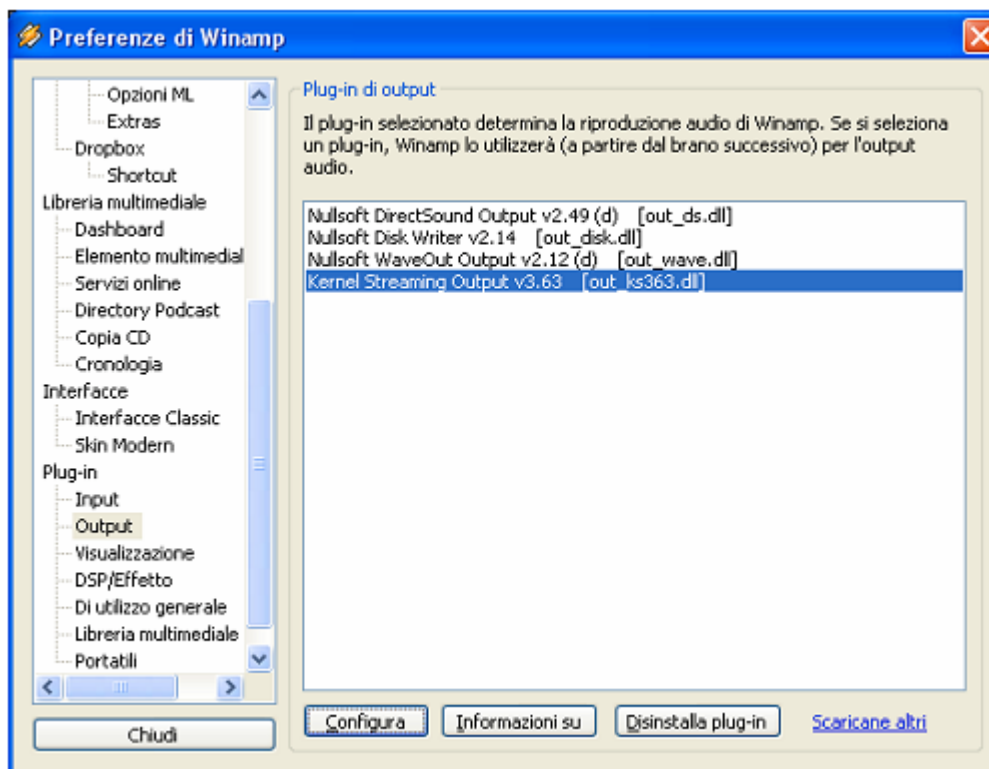 Preferenze di Winamp
Opzioni ML
Extras
Dropbox
Shortcut
Libreria multimediale
Dashboard
Elemento multimedial
Servizi online
Directory Podcast
Copia CD
Cronologia
Interfacce
Interfacce Classic
Skin Modern
Plug-in
Input
Output
Visualizzazione
DSP/Effetto
Di utilizzo generale
Libreria multimediale
Portatili
Chiudi
Plug-in di output
Il plug-in selezionato determina la riproduzione audio di Winamp. Se si seleziona
un plug-in, Winamp lo utilizzerà (a partire dal brano successivo) per l'output
audio.
Nullsoft DirectSound Output v2.49 (d) [out_ds.dll]
Nullsoft Disk Writer v2.14 [out_disk.dll]
Nullsoft WaveOut Output v2.12 (d) [out_wave.dll]
Kernel Streaming Output v3.63 [out_ks363.dll]
Configura
Informazioni su
Disinstalla plug-in
Scaricane altri